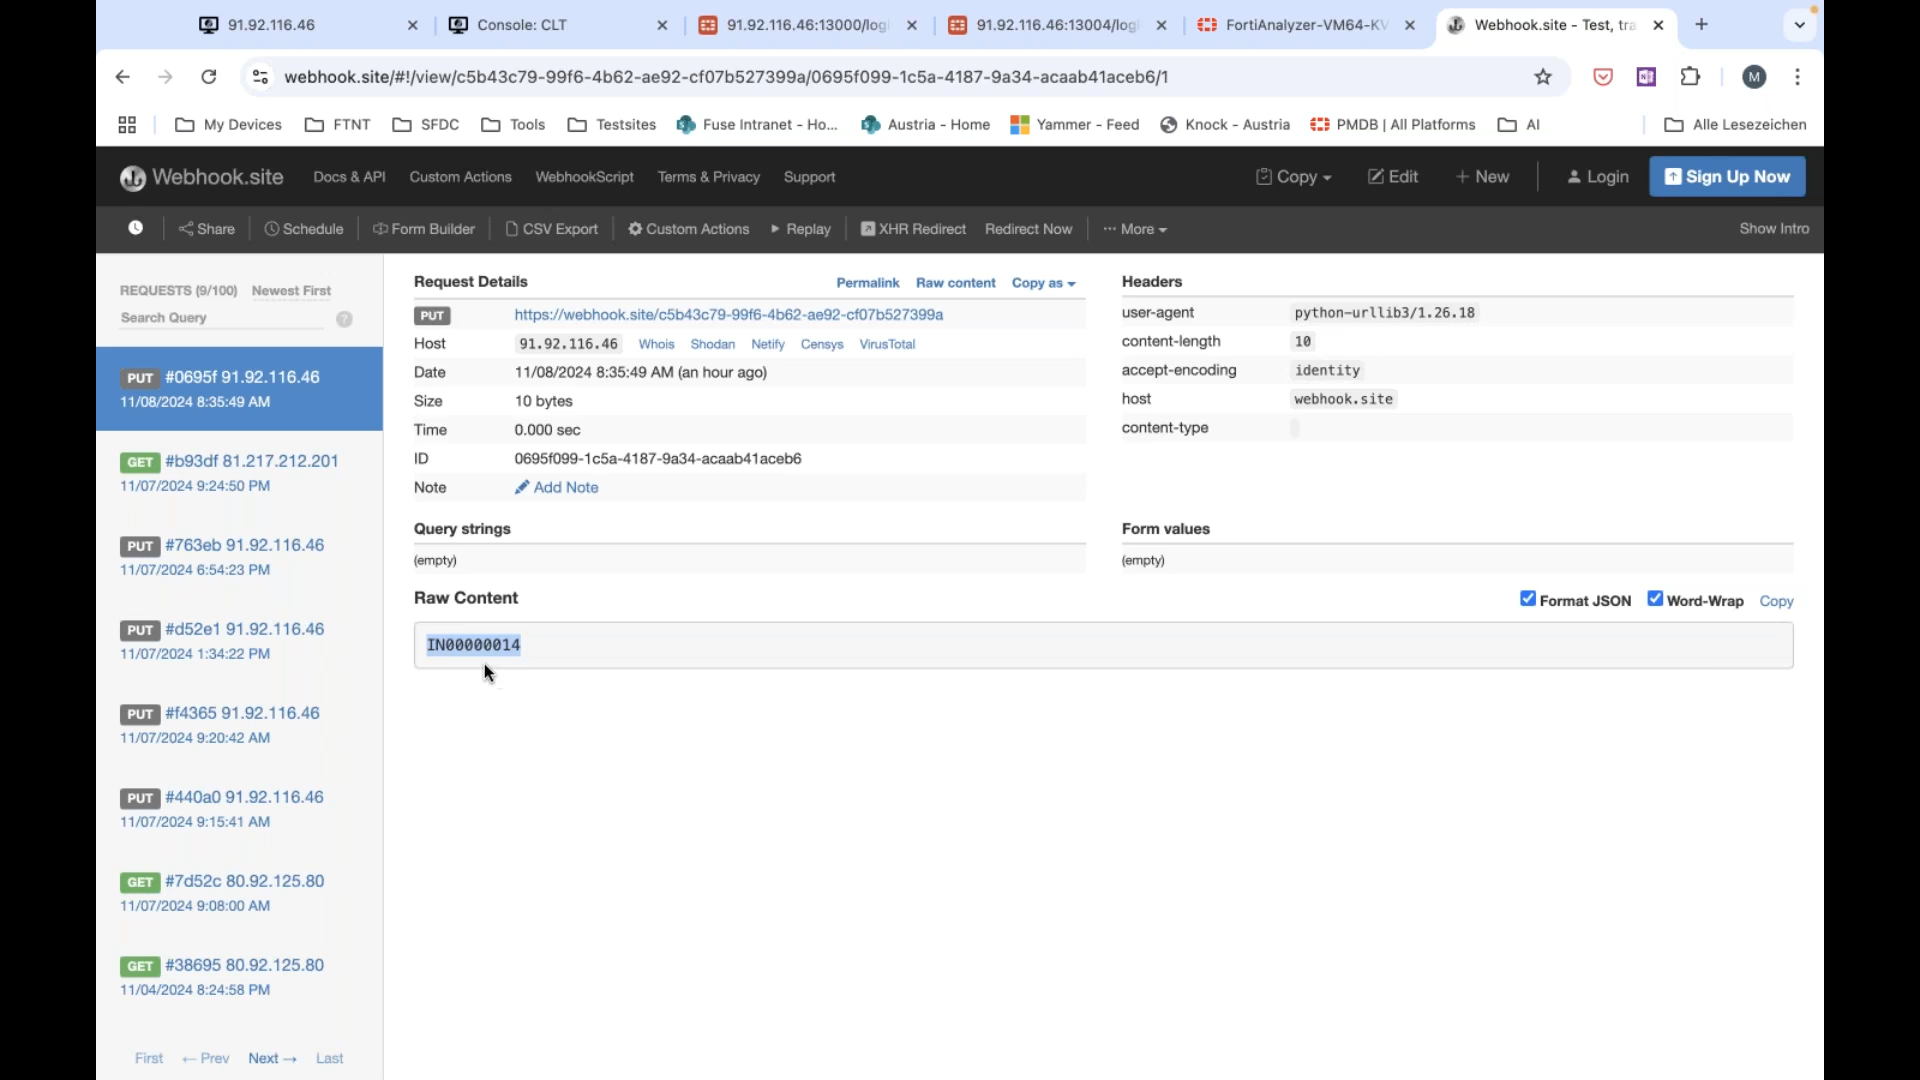 91.92.116.46
Console: CLT
91.92.116.46:13000/logi
91.92.116.46:13004/logi
FortiAnalyzer-VM64-KV
Webhook.site - Test, tra
webhook.site/#!/view/c5b43c79-99f6-4b62-ae92-cf07b527399a/0695f099-1c5a-4187-9a34-acaab41aceb6/1
M
My Devices
FTNT
SFDC
Tools
Testsites
Fuse Intranet - Ho...
Austria - Home
Yammer - Feed
Knock - Austria
PMDB | All Platforms
AI
Alle Lesezeichen
Webhook.site
Docs & API
Custom Actions
WebhookScript
Terms & Privacy
Support
Copy
Edit
+ New
Login
Sign Up Now
Share
Schedule
Form Builder
CSV Export
Custom Actions
Replay
XHR Redirect
Redirect Now
··· More
Show Intro
REQUESTS (9/100) Newest First
Search Query
?
PUT #0695f 91.92.116.46
11/08/2024 8:35:49 AM
GET #b93df 81.217.212.201
11/07/2024 9:24:50 PM
PUT #763eb 91.92.116.46
11/07/2024 6:54:23 PM
PUT #d52e1 91.92.116.46
11/07/2024 1:34:22 PM
PUT #f4365 91.92.116.46
11/07/2024 9:20:42 AM
PUT #440a0 91.92.116.46
11/07/2024 9:15:41 AM
GET #7d52c 80.92.125.80
11/07/2024 9:08:00 AM
GET #38695 80.92.125.80
11/04/2024 8:24:58 PM
First ← Prev Next → Last
Request Details Permalink Raw content Copy as
PUT https://webhook.site/c5b43c79-99f6-4b62-ae92-cf07b527399a
Host 91.92.116.46 Whois Shodan Netify Censys VirusTotal
Date 11/08/2024 8:35:49 AM (an hour ago)
Size 10 bytes
Time 0.000 sec
ID 0695f099-1c5a-4187-9a34-acaab41aceb6
Note Add Note
Headers
user-agent python-urllib3/1.26.18
content-length 10
accept-encoding identity
host webhook.site
content-type
Query strings
(empty)
Form values
(empty)
Raw Content
Format JSON Word-Wrap Copy
IN00000014